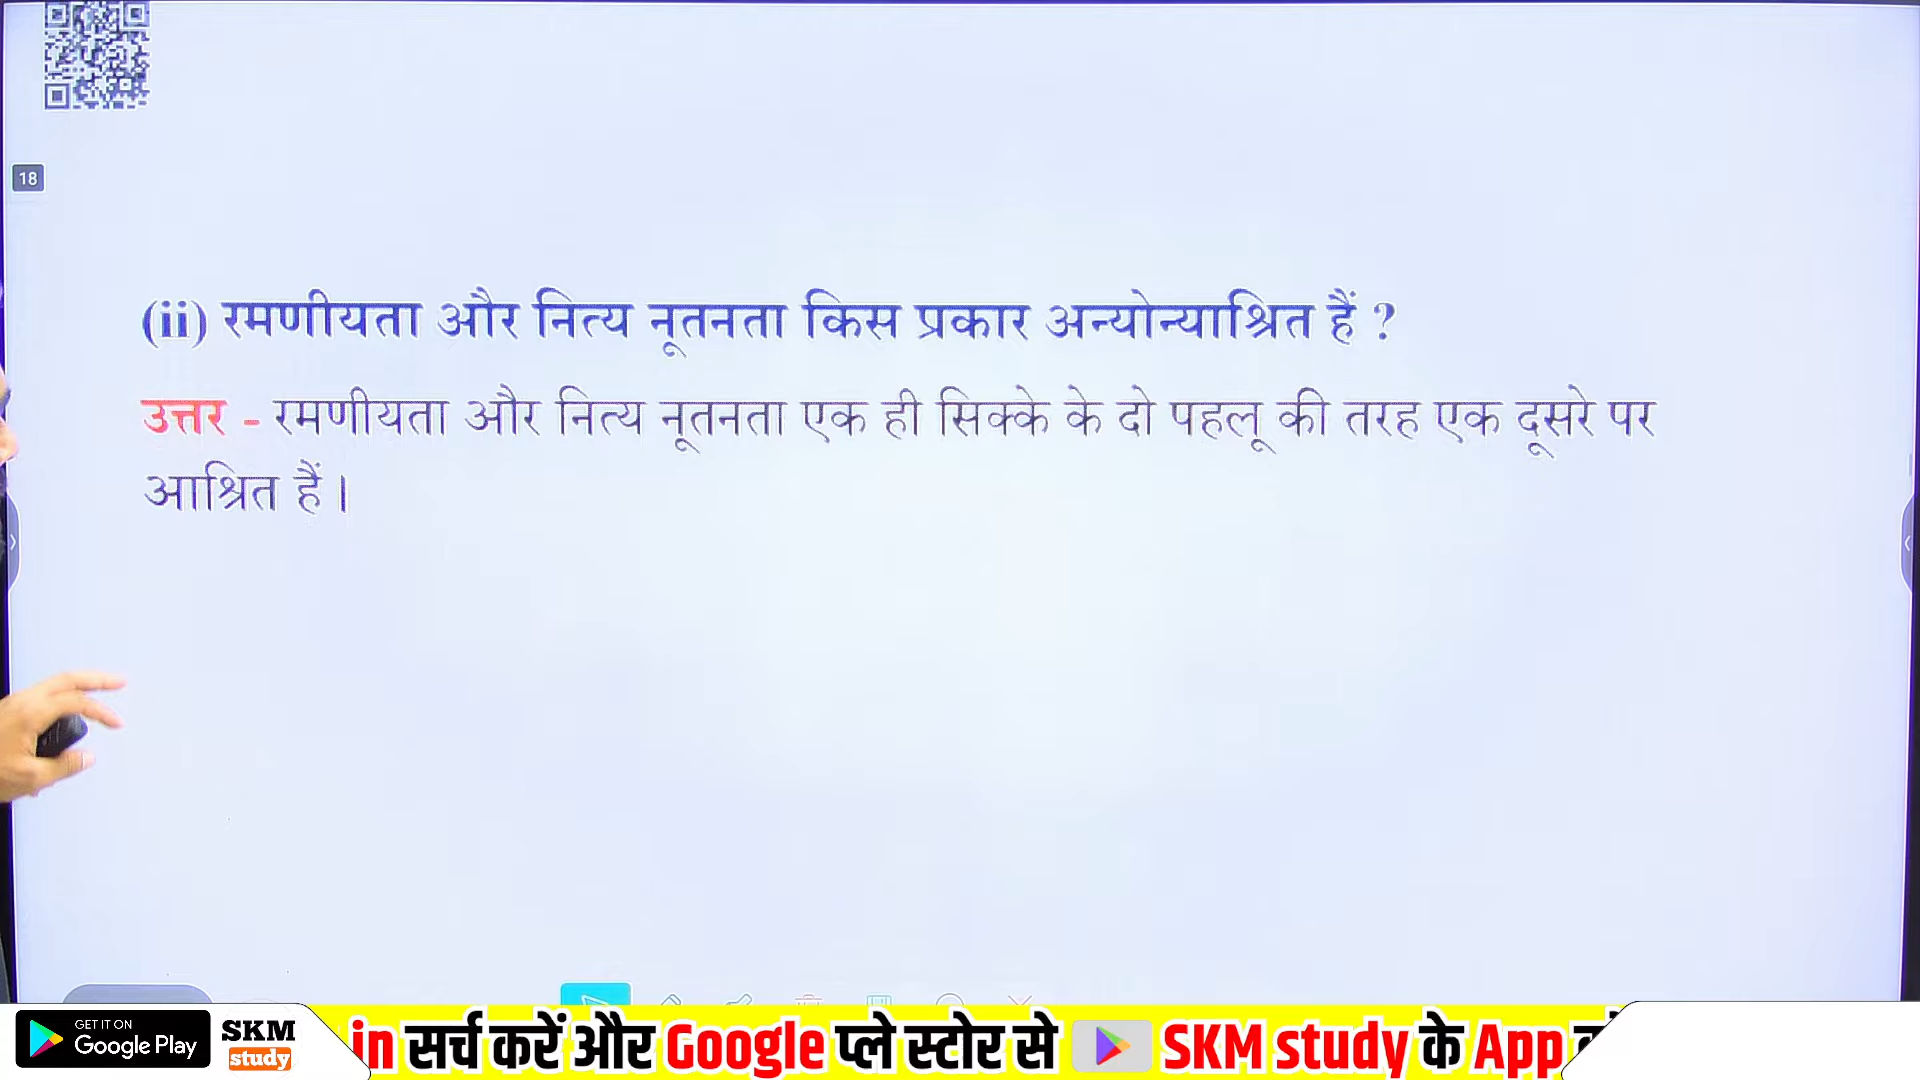 18
(ii) रमणीयता और नित्य नूतनता किस प्रकार अन्योन्याश्रित हैं ?
उत्तर - रमणीयता और नित्य नूतनता एक ही सिक्के के दो पहलू की तरह एक दूसरे पर
आश्रित हैं।
GET IT ON
Google Play
SKM
study
in सर्च करें और Google प्ले स्टोर से SKM study के App